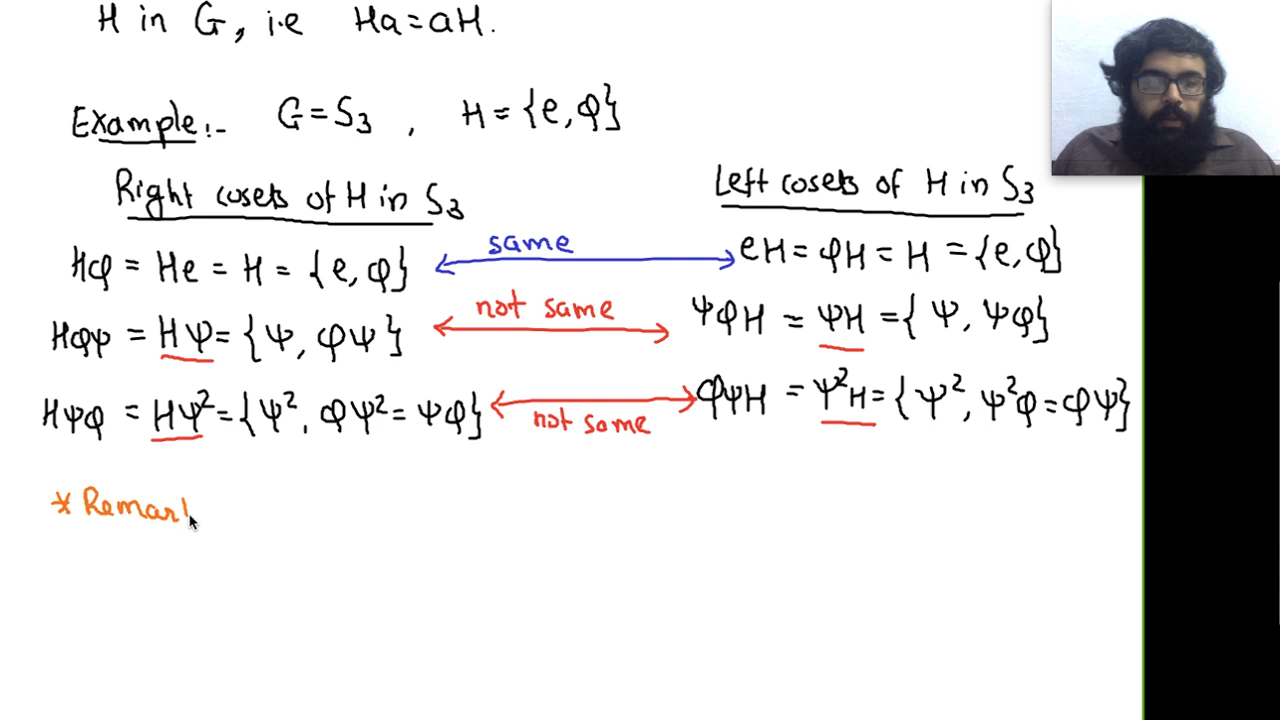 H in G, i.e Ha=aH.
Example:- G=S₃ , H={e,φ}
Right cosets of H in S₃
Left cosets of H in S₃
Hφ = He = H = {e,φ} same eH=φH=H={e,φ}
Hφψ = Hψ={ψ, φψ} not same ψφH = ψH ={ψ, ψφ}
Hψφ = Hψ²={ψ², φψ²=ψφ} not same φψH = ψ²H={ψ², ψ²φ=φψ}
* Remar